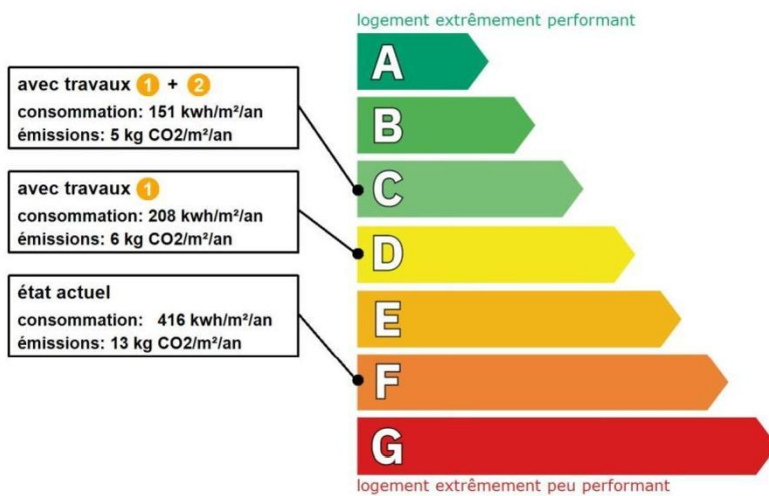 logement extrêmement performant
avec travaux 1 + 2
consommation: 151 kwh/m²/an
émissions: 5 kg CO2/m²/an
avec travaux 1
consommation: 208 kwh/m²/an
émissions: 6 kg CO2/m²/an
état actuel
consommation: 416 kwh/m²/an
émissions: 13 kg CO2/m²/an
A
B
C
D
E
F
G
logement extrêmement peu performant